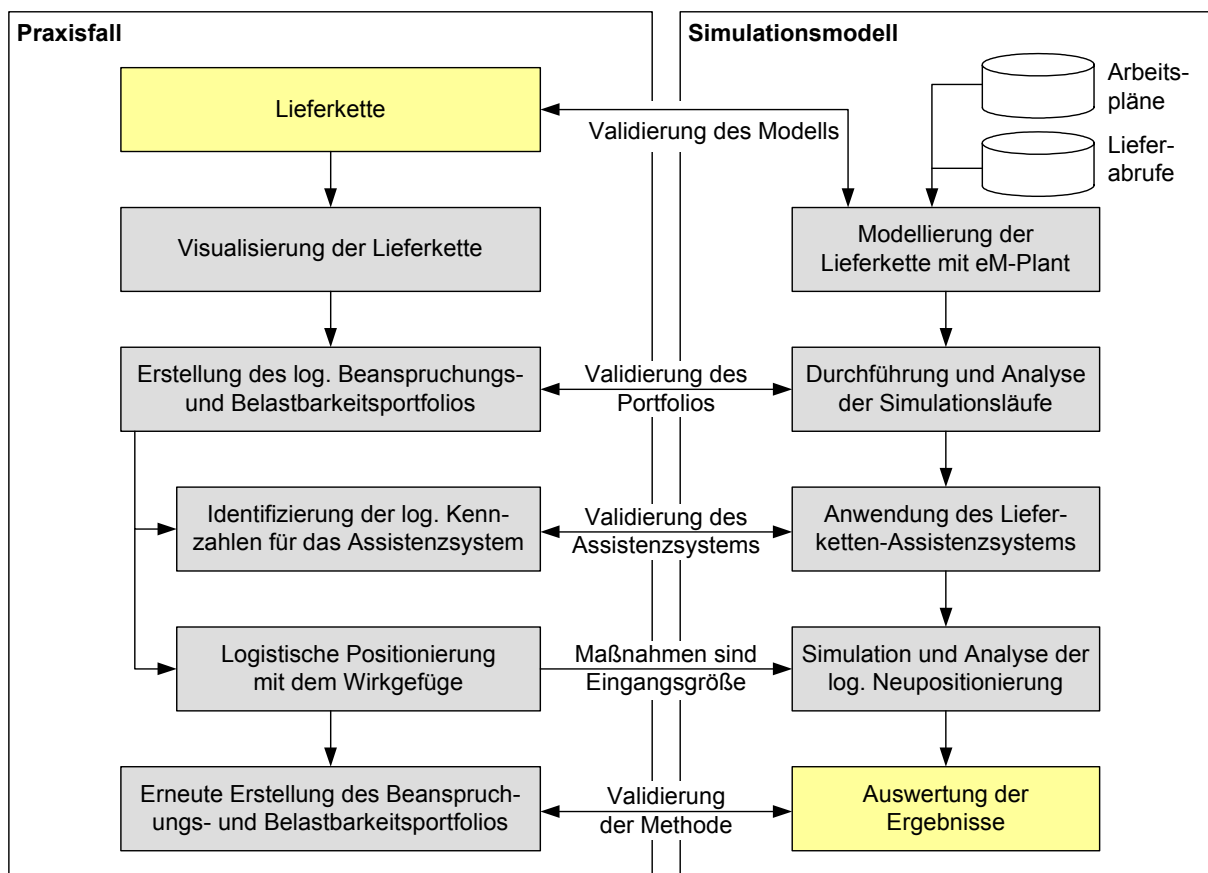 Praxisfall
Simulationsmodell
Lieferkette
Arbeits-
pläne
Validierung des Modells
Liefer-
abrufe
Visualisierung der Lieferkette
Modellierung der
Lieferkette mit eM-Plant
Erstellung des log. Beanspruchungs-
und Belastbarkeitsportfolios
Validierung des
Portfolios
Durchführung und Analyse
der Simulationsläufe
Identifizierung der log. Kenn-
zahlen für das Assistenzsystem
Validierung des
Assistenzsystems
Anwendung des Liefer-
ketten-Assistenzsystems
Logistische Positionierung
mit dem Wirkgefüge
Maßnahmen sind
Eingangsgröße
Simulation und Analyse der
log. Neupositionierung
Erneute Erstellung des Beanspruch-
ungs- und Belastbarkeitsportfolios
Validierung
der Methode
Auswertung der
Ergebnisse